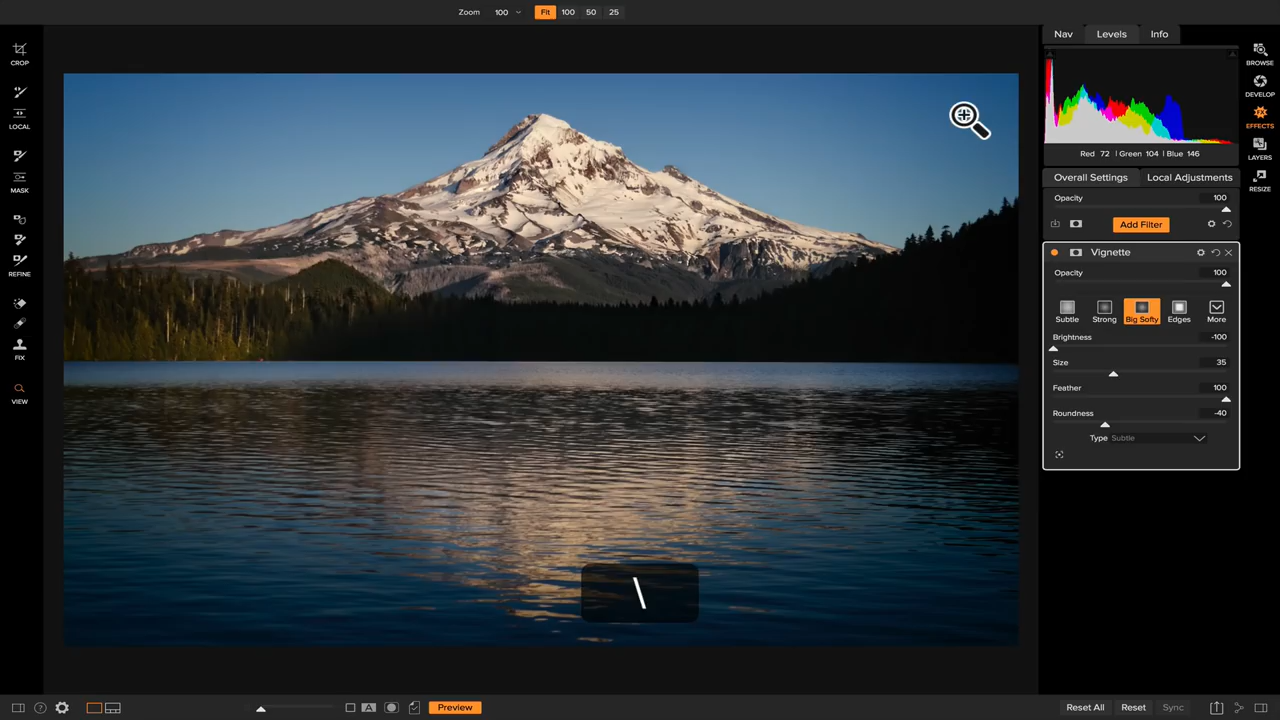 Zoom 100 Fit 100 50 25
Nav Levels Info
CROP
LOCAL
MASK
REFINE
FIX
VIEW
BROWSE
DEVELOP
EFFECTS
LAYERS
RESIZE
Red 72 | Green 104 | Blue 146
Overall Settings Local Adjustments
Opacity 100
Add Filter
Vignette
Opacity 100
Subtle Strong Big Softy Edges More
Brightness -100
Size 35
Feather 100
Roundness -40
Type Subtle
\
? A Preview Reset All Reset Sync